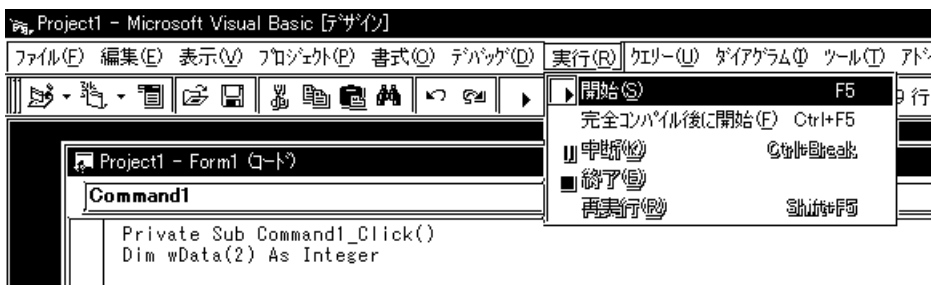 Project1 - Microsoft Visual Basic [ﾃﾞｻﾞｲﾝ]
ﾌｧｲﾙ(F) 編集(E) 表示(V) ﾌﾟﾛｼﾞｪｸﾄ(P) 書式(O) ﾃﾞﾊﾞｯｸﾞ(D) 実行(R) ｸｴﾘｰ(U) ﾀﾞｲｱｸﾞﾗﾑ(I) ﾂｰﾙ(T) ｱﾄﾞ
開始(S) F5
9 行
完全ｺﾝﾊﾟｲﾙ後に開始(F) Ctrl+F5
中断(K) Ctrl+Break
終了(E)
再実行(R) Shift+F5
Project1 - Form1 (ｺｰﾄﾞ)
Command1
Private Sub Command1_Click()
Dim wData(2) As Integer